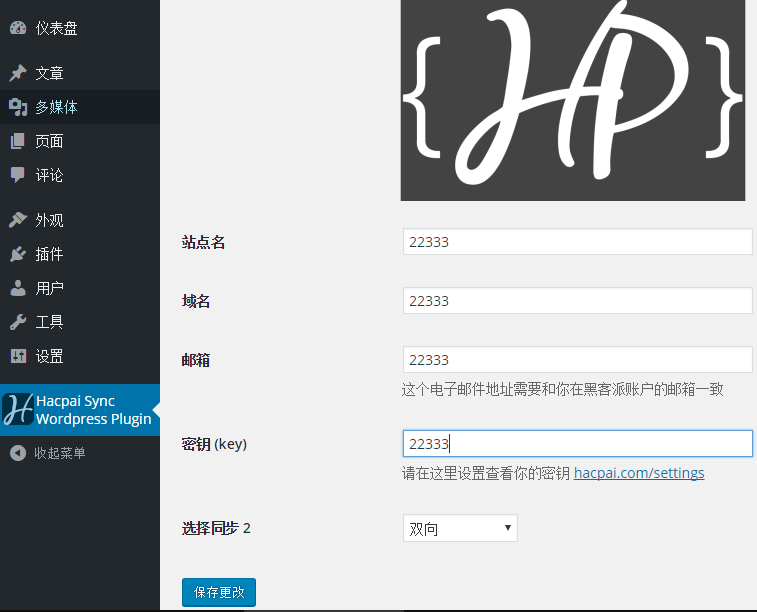 仪表盘
文章
多媒体
页面
评论
外观
插件
用户
工具
设置
Hacpai Sync
Wordpress Plugin
收起菜单
{HP}
站点名 22333
域名 22333
邮箱 22333
这个电子邮件地址需要和你在黑客派账户的邮箱一致
密钥 (key) 22333
请在这里设置查看你的密钥 hacpai.com/settings
选择同步 2 双向
保存更改